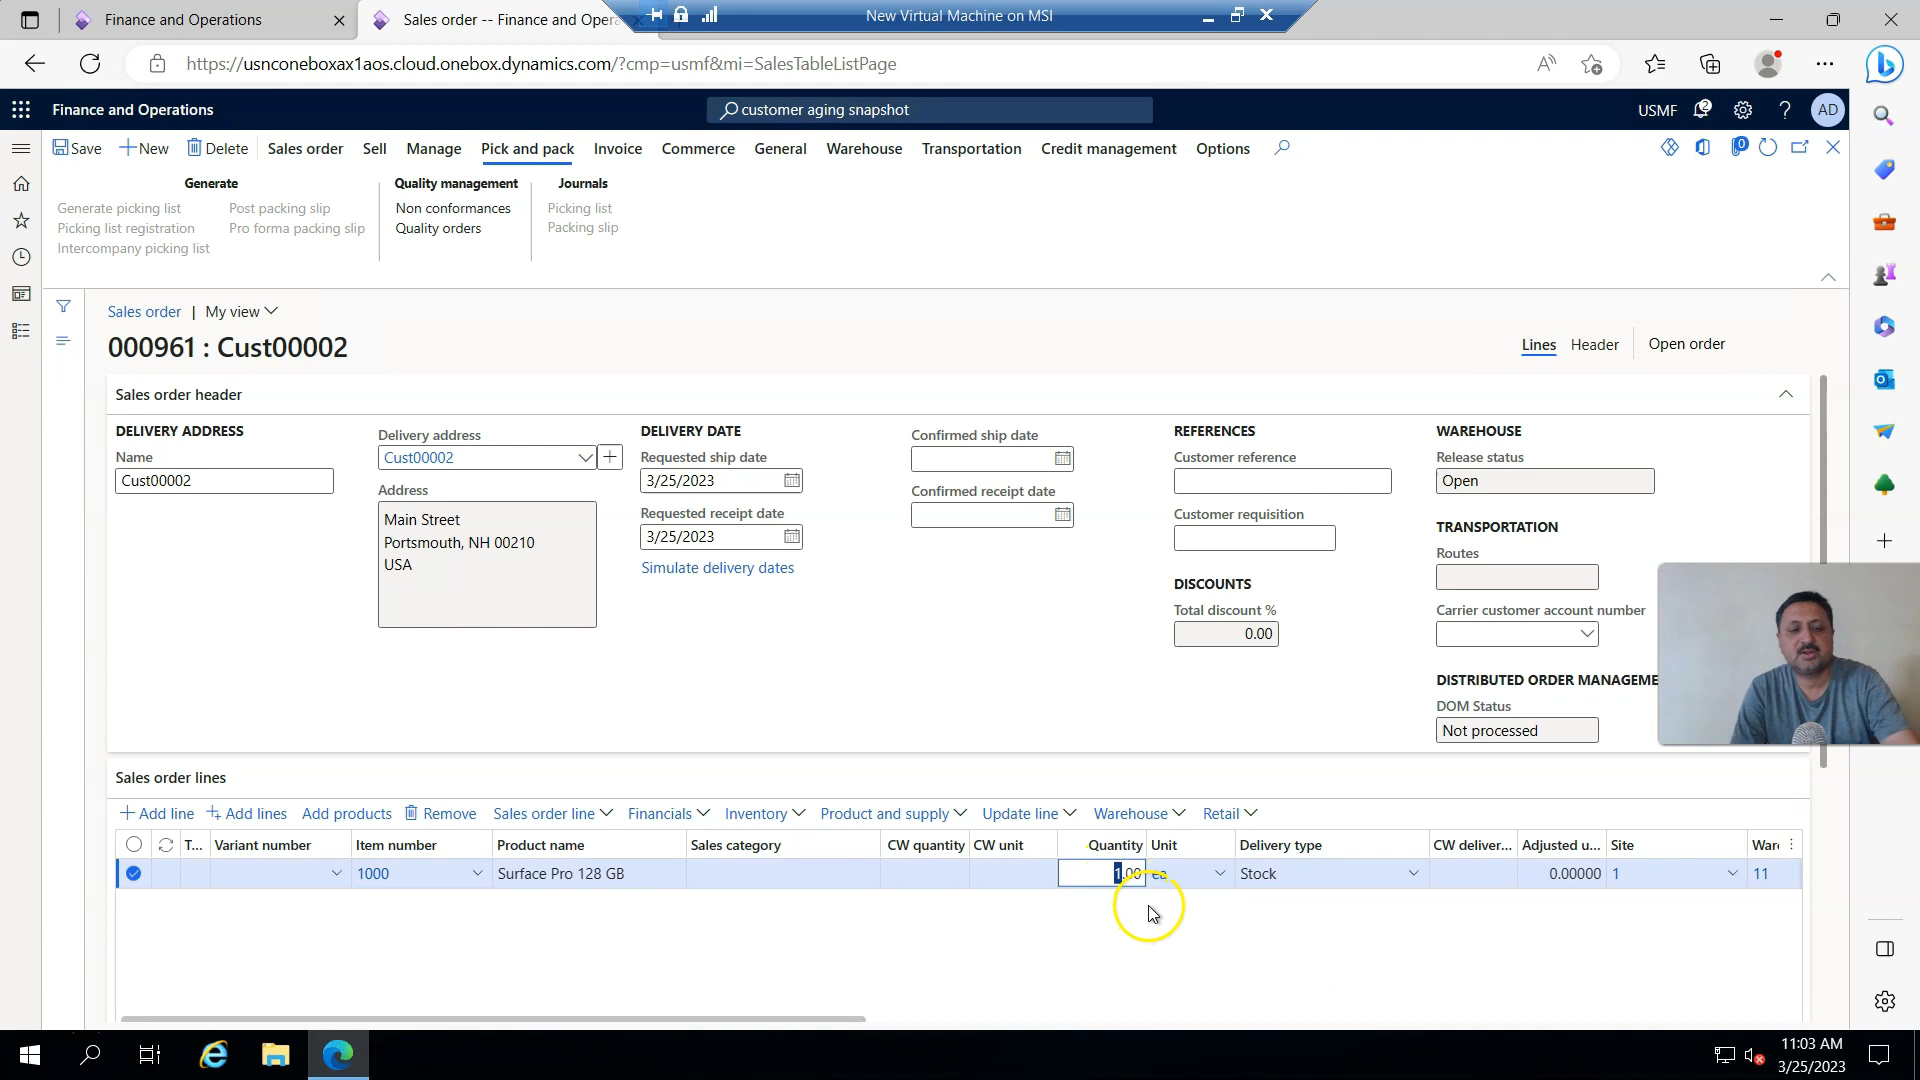 Finance and Operations
Sales order -- Finance and Opera
New Virtual Machine on MSI
https://usnconeboxax1aos.cloud.onebox.dynamics.com/?cmp=usmf&mi=SalesTableListPage
Finance and Operations
customer aging snapshot
USMF
2
AD
Save
New
Delete
Sales order
Sell
Manage
Pick and pack
Invoice
Commerce
General
Warehouse
Transportation
Credit management
Options
0
Generate
Quality management
Journals
Generate picking list
Post packing slip
Non conformances
Picking list
Picking list registration
Pro forma packing slip
Quality orders
Packing slip
Intercompany picking list
Sales order | My view
000961 : Cust00002
Lines
Header
Open order
Sales order header
DELIVERY ADDRESS
Name
Cust00002
Delivery address
Cust00002
Address
Main Street
Portsmouth, NH 00210
USA
DELIVERY DATE
Requested ship date
3/25/2023
Requested receipt date
3/25/2023
Simulate delivery dates
Confirmed ship date
Confirmed receipt date
REFERENCES
Customer reference
Customer requisition
DISCOUNTS
Total discount %
0.00
WAREHOUSE
Release status
Open
TRANSPORTATION
Routes
Carrier customer account number
DISTRIBUTED ORDER MANAGEME
DOM Status
Not processed
Sales order lines
Add line
Add lines
Add products
Remove
Sales order line
Financials
Inventory
Product and supply
Update line
Warehouse
Retail
T...
Variant number
Item number
Product name
Sales category
CW quantity
CW unit
Quantity
Unit
Delivery type
CW deliver...
Adjusted u...
Site
War
1000
Surface Pro 128 GB
1.00
ea
Stock
0.00000
1
11
11:03 AM
3/25/2023